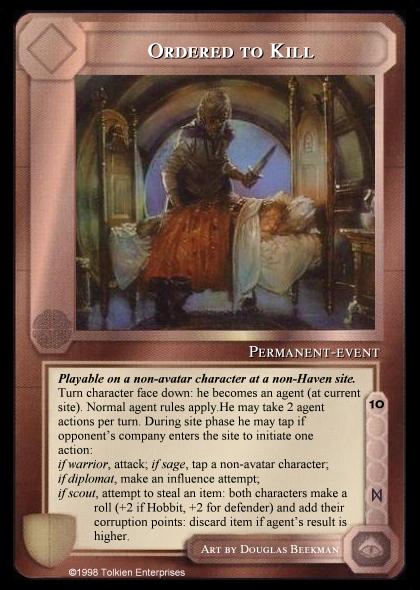 ORDERED TO KILL
PERMANENT-EVENT
Playable on a non-avatar character at a non-Haven site.
Turn character face down: he becomes an agent (at current
site). Normal agent rules apply.He may take 2 agent
actions per turn. During site phase he may tap if
opponent's company enters the site to initiate one
action:
if warrior, attack; if sage, tap a non-avatar character;
if diplomat, make an influence attempt;
if scout, attempt to steal an item: both characters make a
roll (+2 if Hobbit, +2 for defender) and add their
corruption points: discard item if agent's result is
higher.
10
ART BY DOUGLAS BEEKMAN
©1998 Tolkien Enterprises